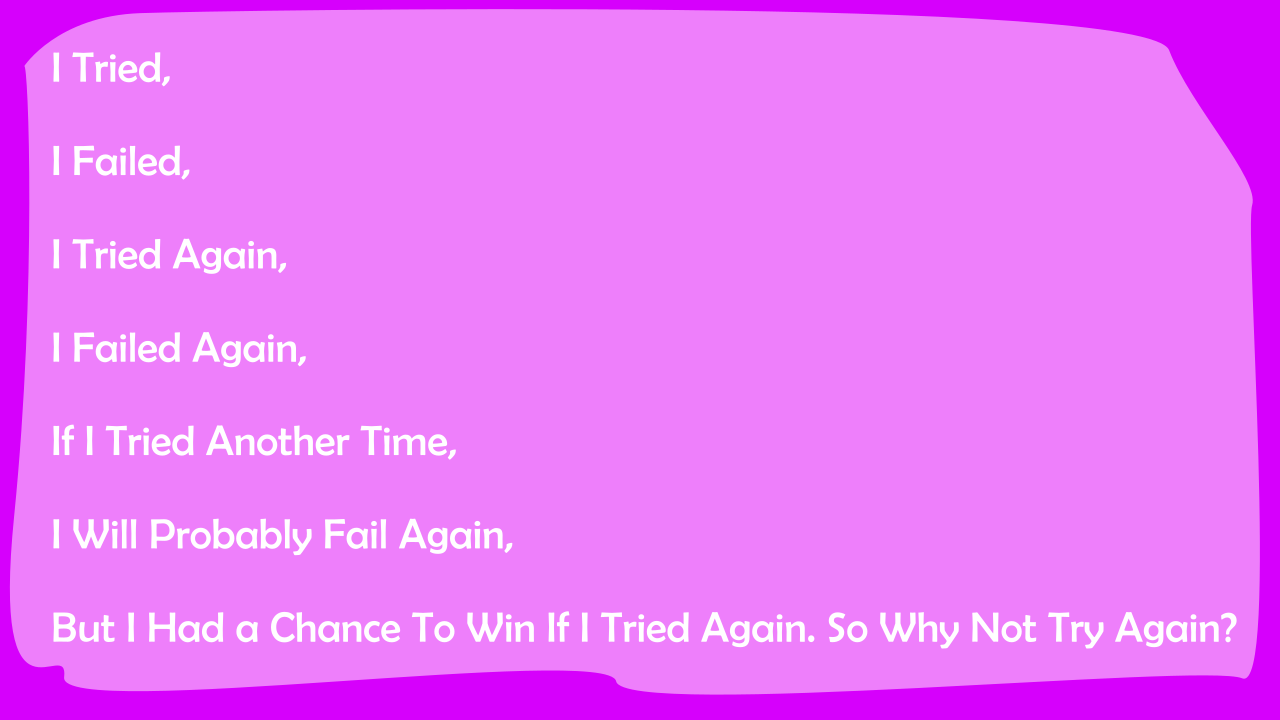 I Tried,
I Failed,
I Tried Again,
I Failed Again,
If I Tried Another Time,
I Will Probably Fail Again,
But I Had a Chance To Win If I Tried Again. So Why Not Try Again?